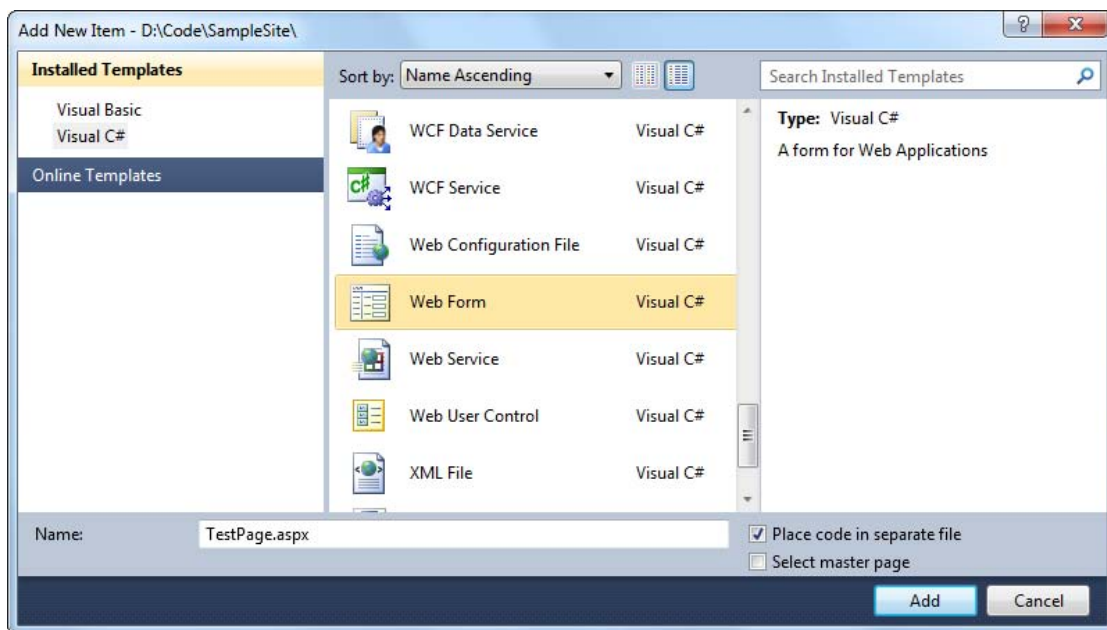 Add New Item - D:\Code\SampleSite\
Installed Templates
Visual Basic
Visual C#
Online Templates
Sort by: Name Ascending
WCF Data Service Visual C#
C# WCF Service Visual C#
Web Configuration File Visual C#
Web Form Visual C#
Web Service Visual C#
Web User Control Visual C#
XML File Visual C#
Search Installed Templates
Type: Visual C#
A form for Web Applications
Name: TestPage.aspx
Place code in separate file
Select master page
Add Cancel